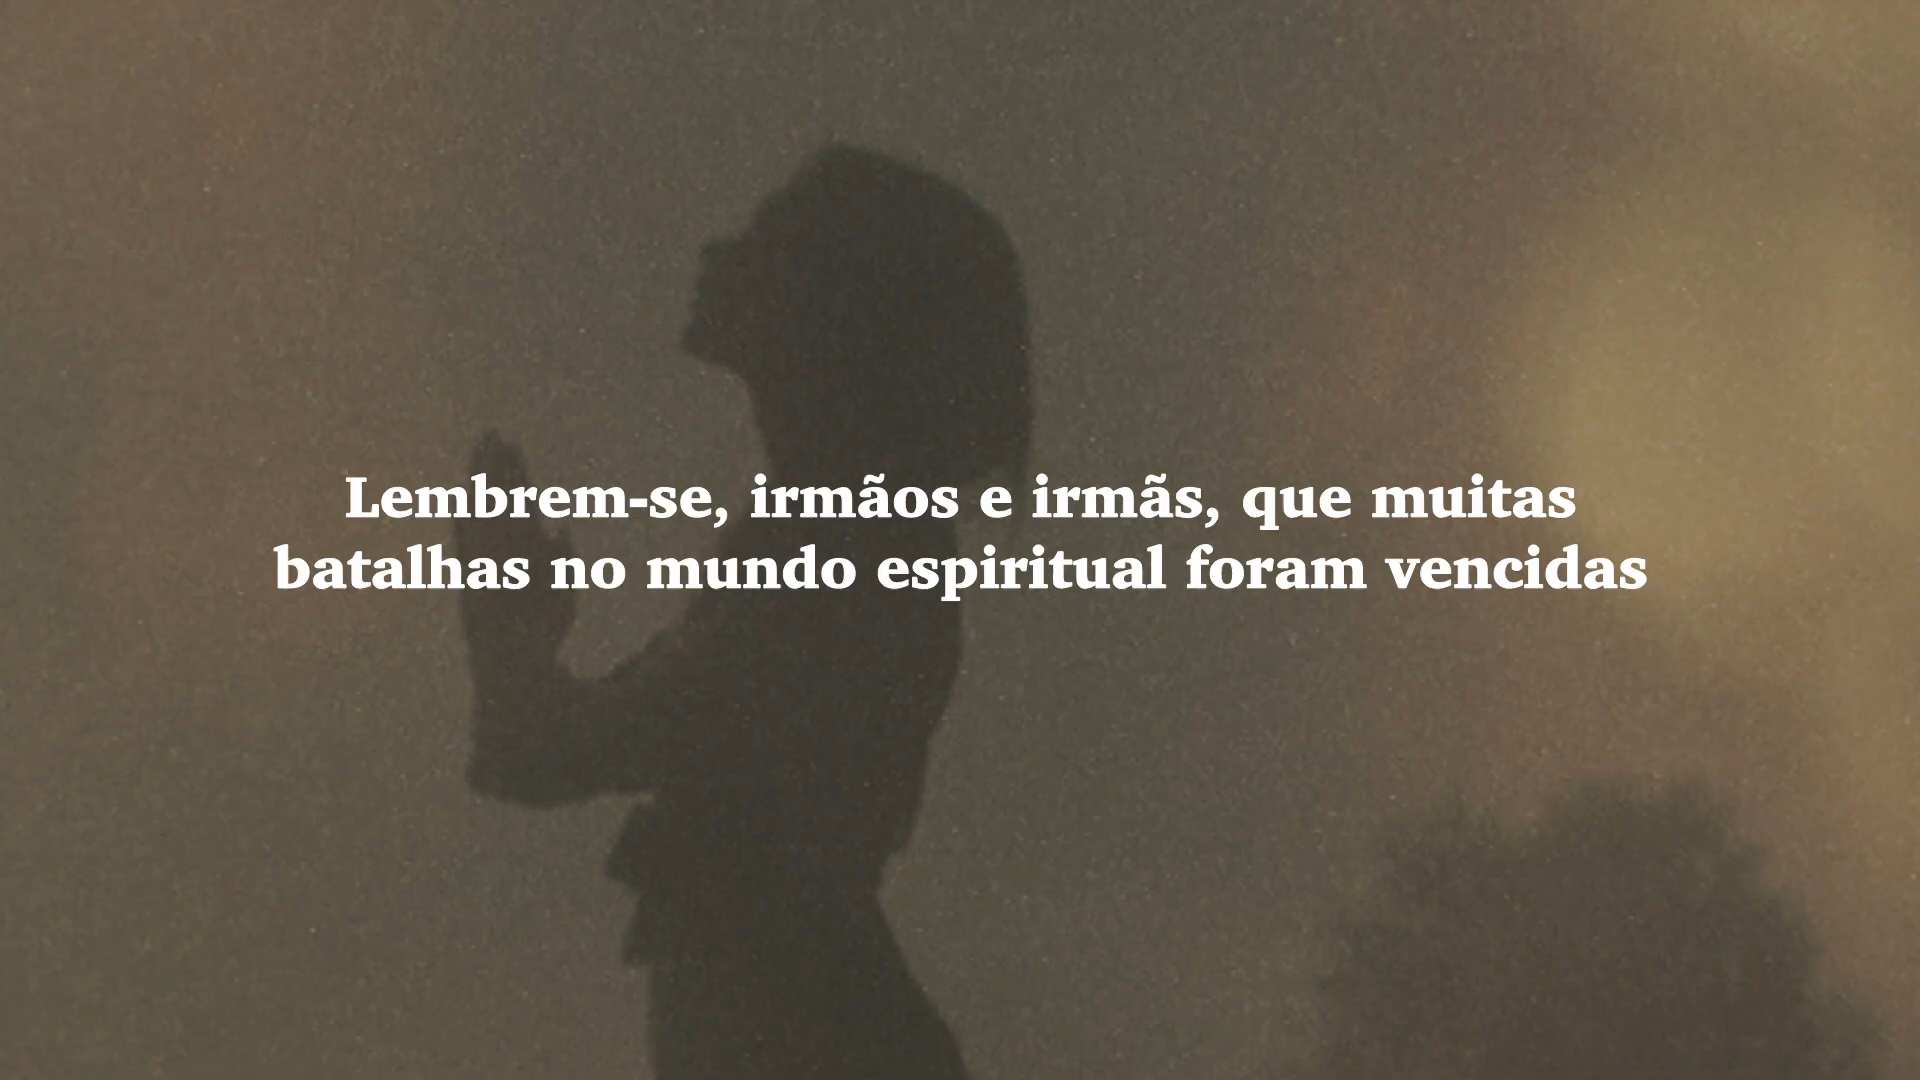 Lembrem-se, irmãos e irmãs, que muitas
batalhas no mundo espiritual foram vencidas